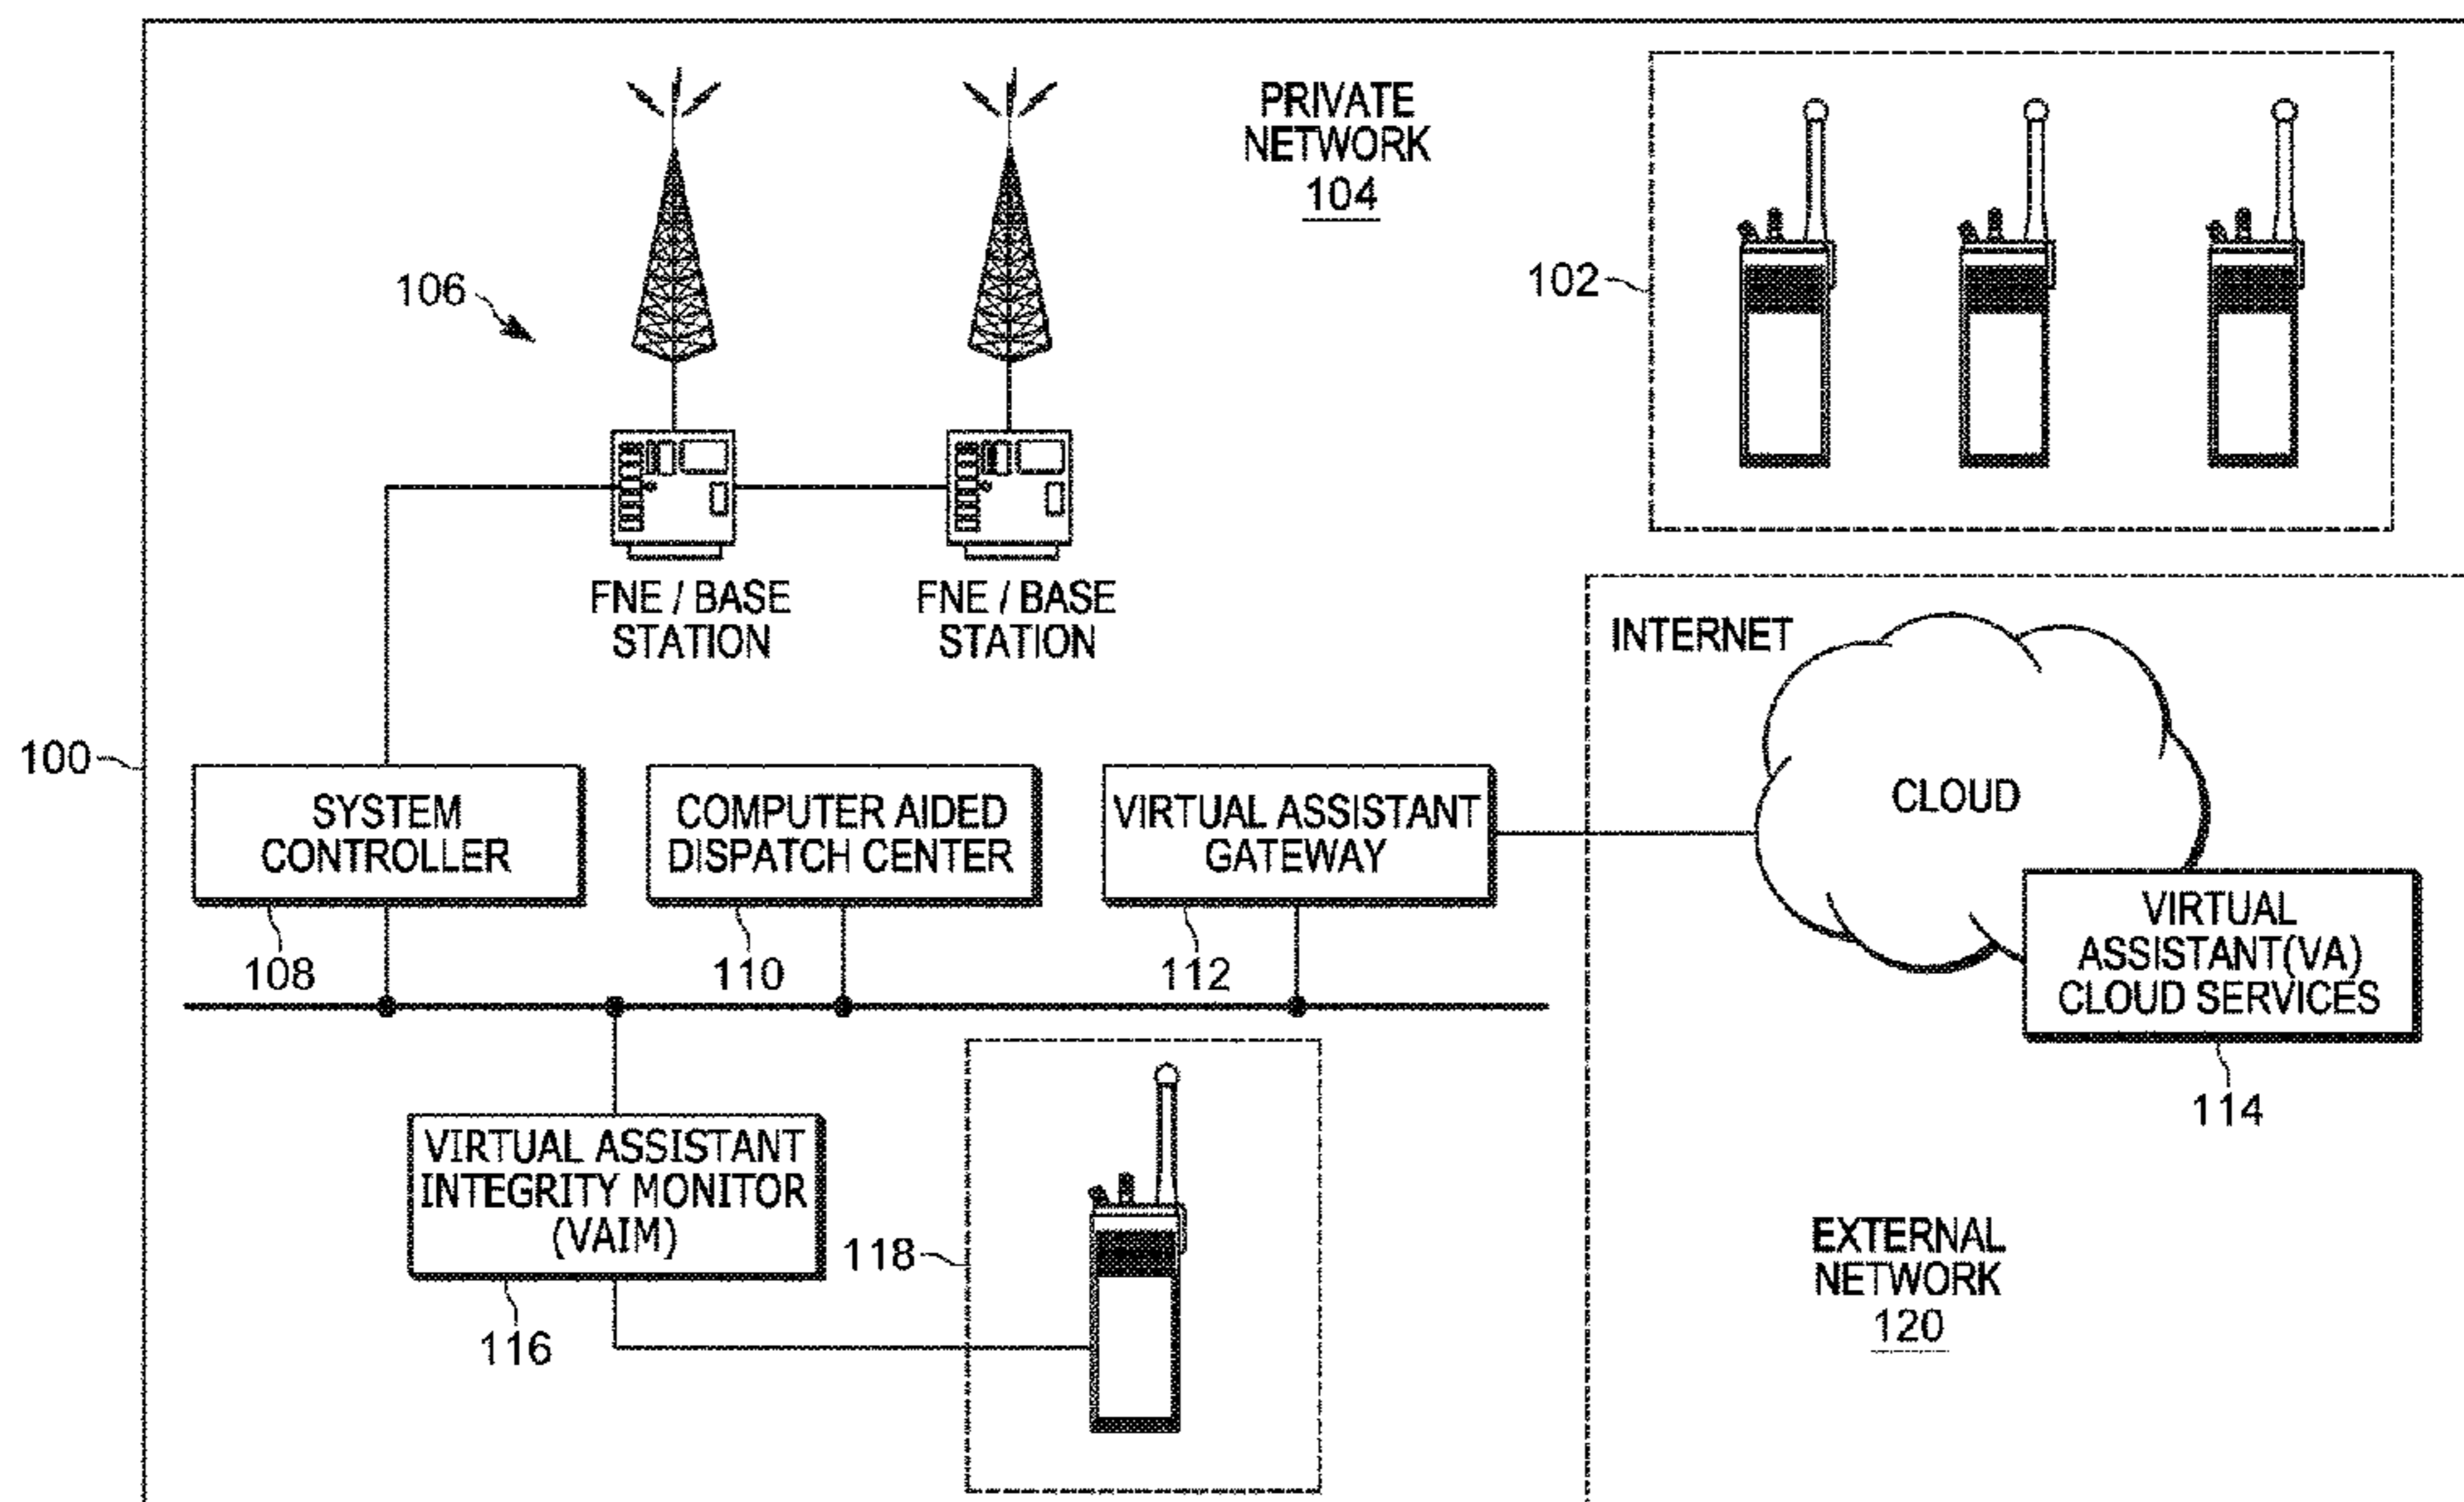 PRIVATE
NETWORK
104
106
102
FNE / BASE
STATION
FNE / BASE
STATION
INTERNET
CLOUD
100
SYSTEM
CONTROLLER
COMPUTER AIDED
DISPATCH CENTER
VIRTUAL ASSISTANT
GATEWAY
VIRTUAL
ASSISTANT(VA)
CLOUD SERVICES
108
110
112
114
VIRTUAL ASSISTANT
INTEGRITY MONITOR
(VAIM)
116
118
EXTERNAL
NETWORK
120